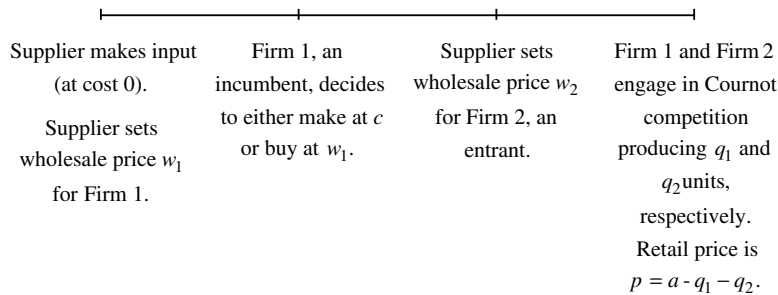 Supplier makes input
(at cost 0).
Supplier sets
wholesale price w₁
for Firm 1.
Firm 1, an
incumbent, decides
to either make at c
or buy at w₁.
Supplier sets
wholesale price w₂
for Firm 2, an
entrant.
Firm 1 and Firm 2
engage in Cournot
competition
producing q₁ and
q₂units,
respectively.
Retail price is
p = a - q₁ − q₂.